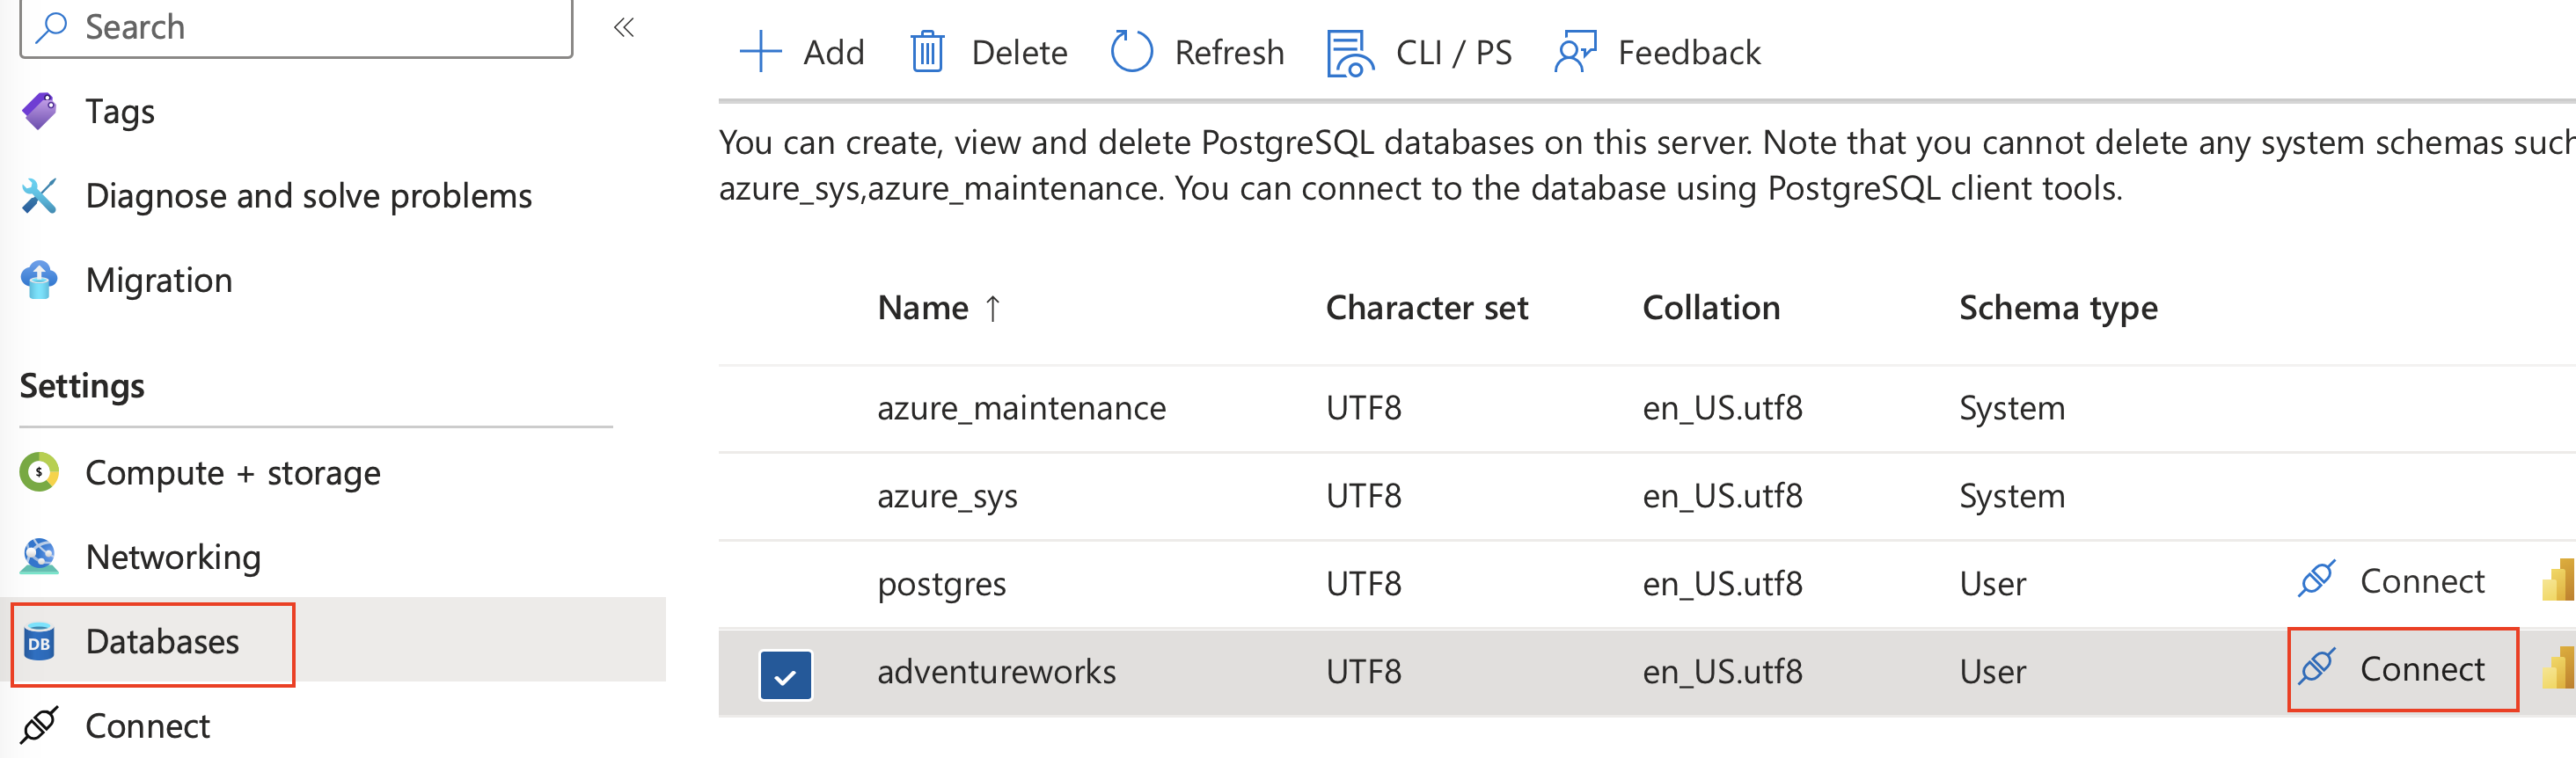 Search
«
Tags
Diagnose and solve problems
Migration
Settings
Compute + storage
$
Networking
DB
Databases
Connect
Add
Delete
Refresh
CLI / PS
Feedback
You can create, view and delete PostgreSQL databases on this server. Note that you cannot delete any system schemas such
azure_sys,azure_maintenance. You can connect to the database using PostgreSQL client tools.
Name ↑ Character set Collation Schema type
azure_maintenance UTF8 en_US.utf8 System
azure_sys UTF8 en_US.utf8 System
postgres UTF8 en_US.utf8 User Connect
adventureworks UTF8 en_US.utf8 User Connect